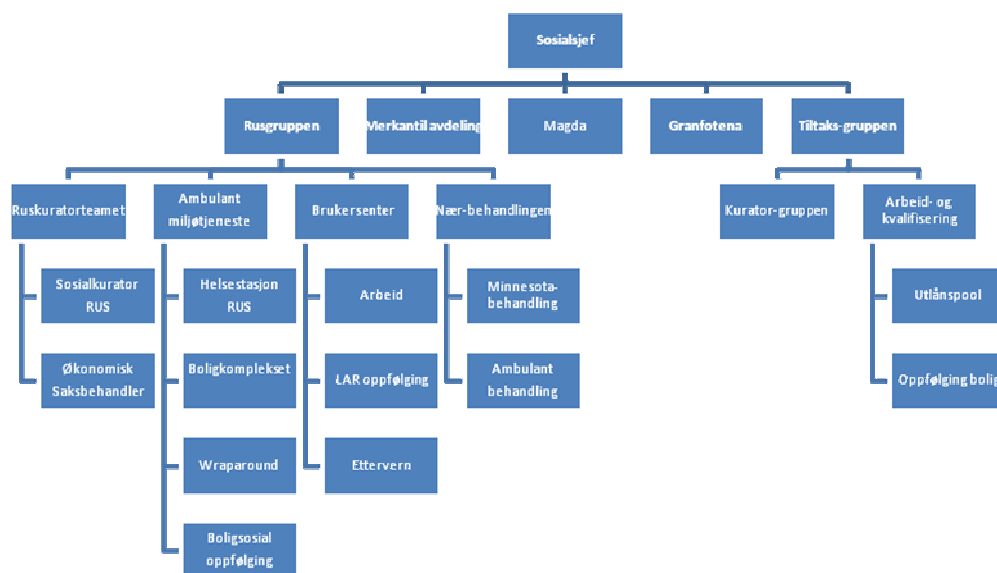 Sosialsjef
Rusgruppen
Merkantil avdeling
Magda
Granfotena
Tiltaks-gruppen
Ruskuratorteamet
Ambulant
miljøtjeneste
Brukersenter
Nær-behandlingen
Kurator-gruppen
Arbeid- og
kvalifisering
Sosialkurator
RUS
Helsestasjon
RUS
Arbeid
Minnesota-
behandling
Utlånspool
Økonomisk
Saksbehandler
Boligkomplekset
LAR oppfølging
Ambulant
behandling
Oppfølging bolig
Wraparound
Ettervern
Boligsosial
oppfølging